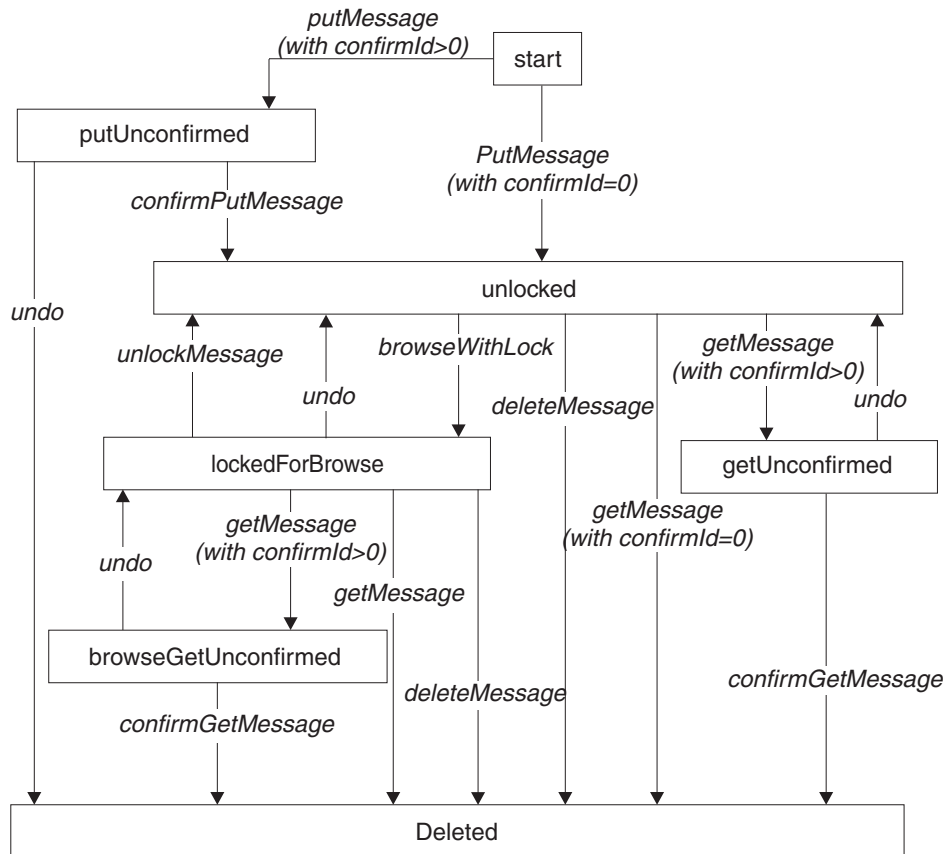 putMessage
(with confirmId>0)
start
putUnconfirmed
PutMessage
(with confirmId=0)
confirmPutMessage
unlocked
undo
unlockMessage
browseWithLock
getMessage
(with confirmId>0)
undo
deleteMessage
undo
lockedForBrowse
getUnconfirmed
getMessage
(with confirmId>0)
getMessage
(with confirmId=0)
undo
getMessage
browseGetUnconfirmed
confirmGetMessage
deleteMessage
confirmGetMessage
Deleted